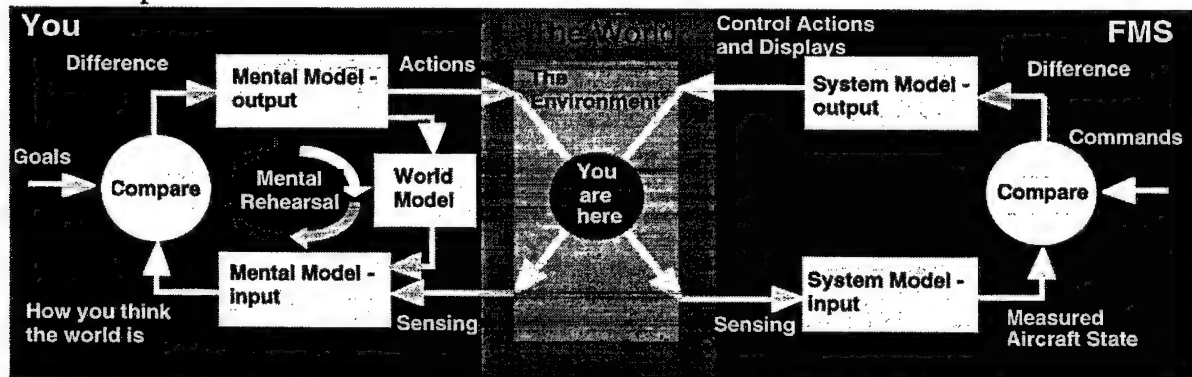 You
The World
Control Actions
and Displays
FMS
Difference
Mental Model -
output
Actions
The
Environment
System Model -
output
Difference
Goals
Compare
Mental
Rehearsal
World
Model
You
are
here
Commands
Compare
Mental Model -
input
System Model -
input
How you think
the world is
Sensing
Sensing
Measured
Aircraft State